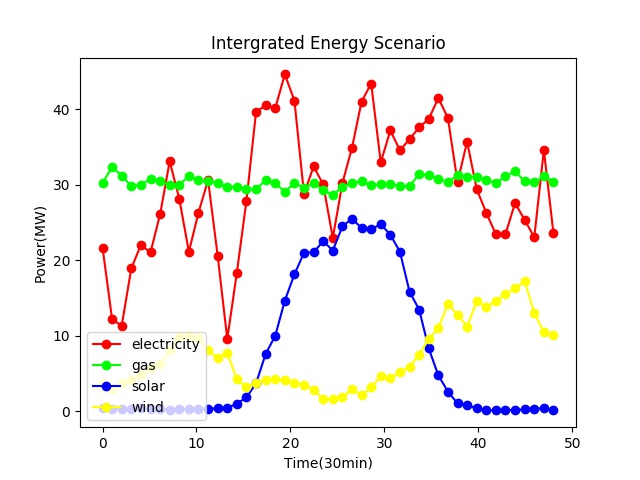 Intergrated Energy Scenario
Power(MW)
40
30
20
10
0
electricity
gas
solar
wind
0 10 20 30 40 50
Time(30min)